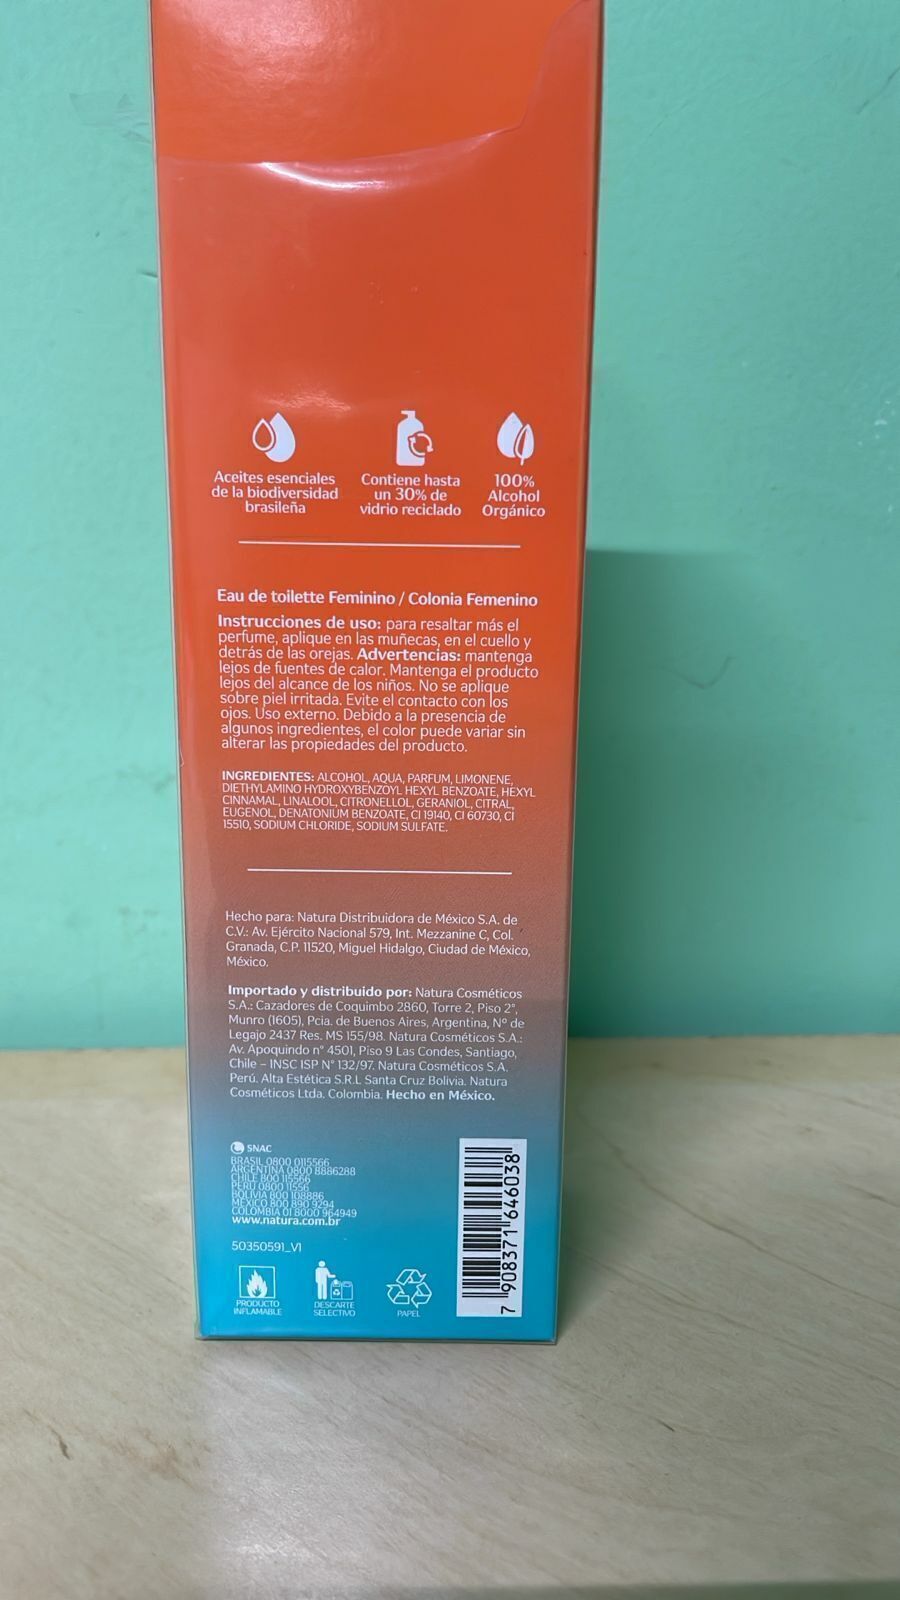 Aceites esenciales
de la biodiversidad
brasileña
Contiene hasta
un 30% de
vidrio reciclado
100%
Alcohol
Orgánico
Eau de toilette Feminino / Colonia Femenino
Instrucciones de uso: para resaltar más el
perfume, aplique en las muñecas, en el cuello y
detrás de las orejas. Advertencias: mantenga
lejos de fuentes de calor. Mantenga el producto
lejos del alcance de los niños. No se aplique
sobre piel irritada. Evite el contacto con los
ojos. Uso externo. Debido a la presencia de
algunos ingredientes, el color puede variar sin
alterar las propiedades del producto.
INGREDIENTES: ALCOHOL, AQUA, PARFUM, LIMONENE,
DIETHYLAMINO HYDROXYBENZOYL HEXYL BENZOATE, HEXYL
CINNAMAL, LINALOOL, CITRONELLOL, GERANIOL, CITRAL,
EUGENOL, DENATONIUM BENZOATE, CI 19140, CI 60730, CI
15510, SODIUM CHLORIDE, SODIUM SULFATE.
Hecho para: Natura Distribuidora de México S.A. de
C.V.: Av. Ejército Nacional 579, Int. Mezzanine C, Col.
Granada, C.P. 11520, Miguel Hidalgo, Ciudad de México,
México.
Importado y distribuido por: Natura Cosméticos
S.A.: Cazadores de Coquimbo 2860, Torre 2, Piso 2°,
Munro (1605), Pcia. de Buenos Aires, Argentina, Nº de
Legajo 2437 Res. MS 155/98. Natura Cosméticos S.A.:
Av. Apoquindo n° 4501, Piso 9 Las Condes, Santiago,
Chile – INSC ISP N° 132/97. Natura Cosméticos S.A.
Perú. Alta Estética S.R.L Santa Cruz Bolivia. Natura
Cosméticos Ltda. Colombia. Hecho en México.
SNAC
BRASIL 0800 0115566
ARGENTINA 0800 8886288
CHILE 800 115566
PERÚ 0800 11556
BOLIVIA 800 108886
MÉXICO 800 890 9294
COLOMBIA 01 8000 964949
www.natura.com.br
50350591_V1
PRODUCTO
INFLAMABLE
DESCARTE
SELECTIVO
PAPEL
7 908371 646038